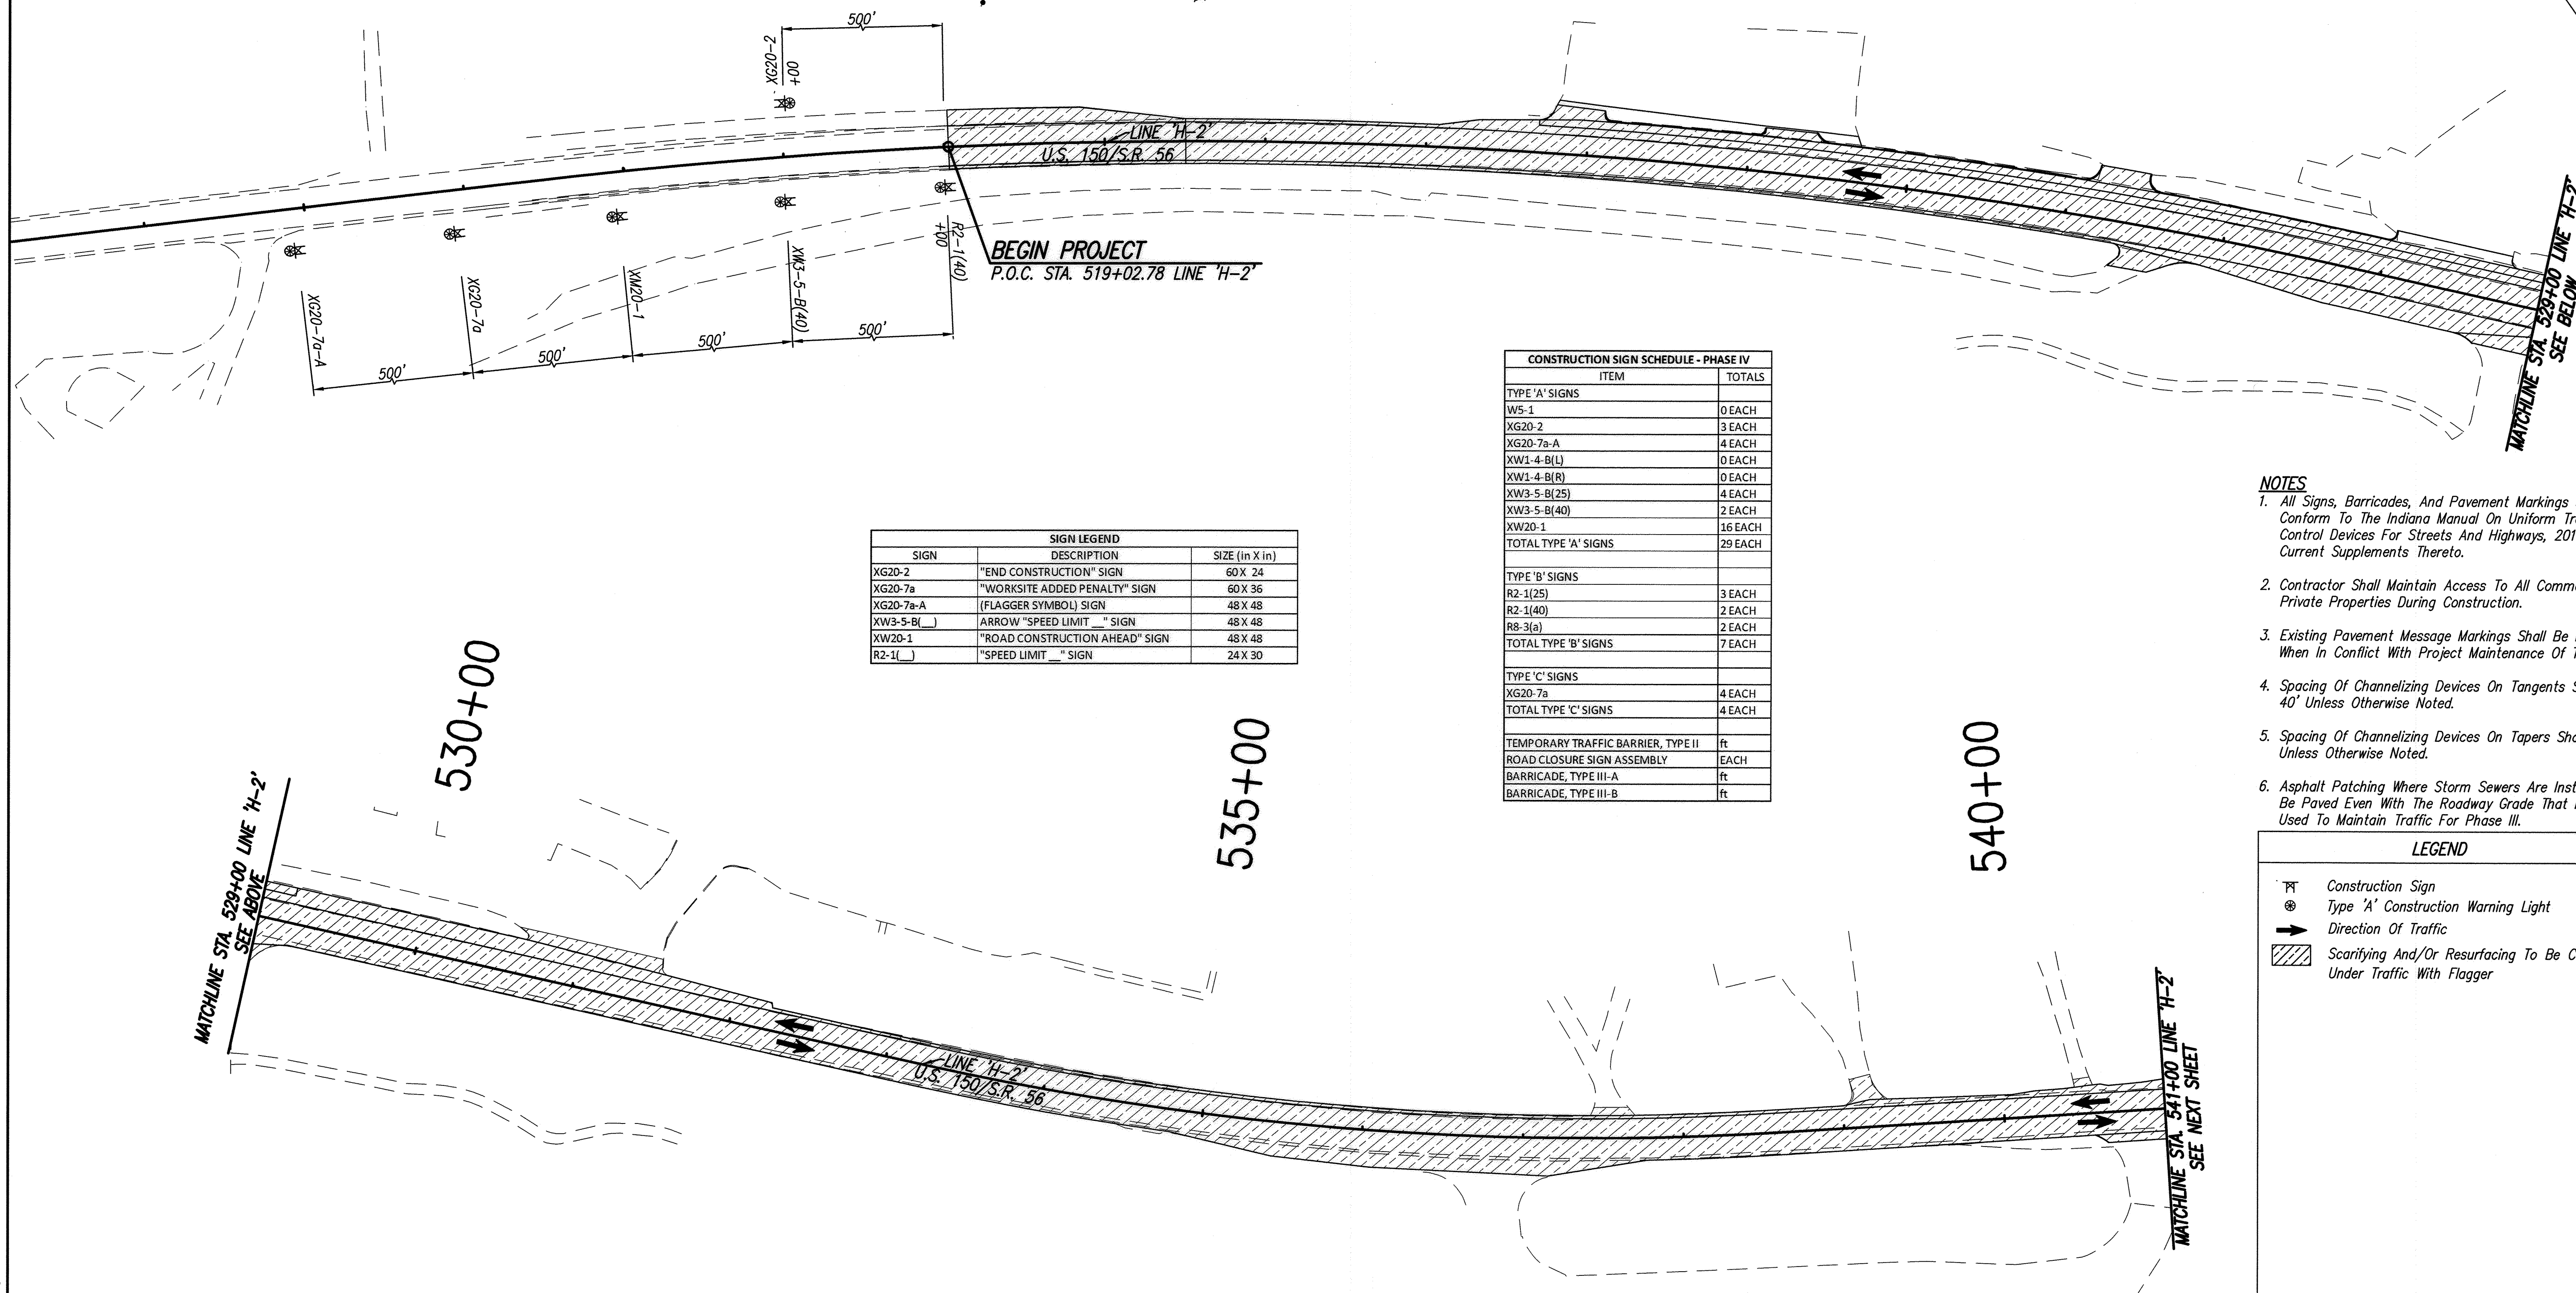 500'
XG20-2
+00
LINE 'H-2'
U.S. 150/S.R. 56
R2-1(40)
+00
BEGIN PROJECT
P.O.C. STA. 519+02.78 LINE 'H-2'
XW3-5-B(40)
XM20-1
XG20-7a
XG20-7a-A
500'
500'
500'
500'
MATCHLINE STA. 529+00 LINE 'H-2'
SEE BELOW
CONSTRUCTION SIGN SCHEDULE - PHASE IV
ITEM TOTALS
TYPE 'A' SIGNS
W5-1 0 EACH
XG20-2 3 EACH
XG20-7a-A 4 EACH
XW1-4-B(L) 0 EACH
XW1-4-B(R) 0 EACH
XW3-5-B(25) 4 EACH
XW3-5-B(40) 2 EACH
XW20-1 16 EACH
TOTAL TYPE 'A' SIGNS 29 EACH
TYPE 'B' SIGNS
R2-1(25) 3 EACH
R2-1(40) 2 EACH
R8-3(a) 2 EACH
TOTAL TYPE 'B' SIGNS 7 EACH
TYPE 'C' SIGNS
XG20-7a 4 EACH
TOTAL TYPE 'C' SIGNS 4 EACH
TEMPORARY TRAFFIC BARRIER, TYPE II ft
ROAD CLOSURE SIGN ASSEMBLY EACH
BARRICADE, TYPE III-A ft
BARRICADE, TYPE III-B ft
SIGN LEGEND
SIGN DESCRIPTION SIZE (in X in)
XG20-2 "END CONSTRUCTION" SIGN 60 X 24
XG20-7a "WORKSITE ADDED PENALTY" SIGN 60 X 36
XG20-7a-A (FLAGGER SYMBOL) SIGN 48 X 48
XW3-5-B(__) ARROW "SPEED LIMIT __" SIGN 48 X 48
XW20-1 "ROAD CONSTRUCTION AHEAD" SIGN 48 X 48
R2-1(__) "SPEED LIMIT __" SIGN 24 X 30
NOTES
1. All Signs, Barricades, And Pavement Markings
Conform To The Indiana Manual On Uniform Tr
Control Devices For Streets And Highways, 201
Current Supplements Thereto.
2. Contractor Shall Maintain Access To All Comm
Private Properties During Construction.
3. Existing Pavement Message Markings Shall Be
When In Conflict With Project Maintenance Of T
4. Spacing Of Channelizing Devices On Tangents S
40' Unless Otherwise Noted.
5. Spacing Of Channelizing Devices On Tapers Sha
Unless Otherwise Noted.
6. Asphalt Patching Where Storm Sewers Are Inst
Be Paved Even With The Roadway Grade That
Used To Maintain Traffic For Phase III.
LEGEND
Construction Sign
Type 'A' Construction Warning Light
Direction Of Traffic
Scarifying And/Or Resurfacing To Be C
Under Traffic With Flagger
530+00
535+00
540+00
MATCHLINE STA. 529+00 LINE 'H-2'
SEE ABOVE
LINE 'H-2'
U.S. 150/S.R. 56
MATCHLINE STA. 541+00 LINE 'H-2'
SEE NEXT SHEET